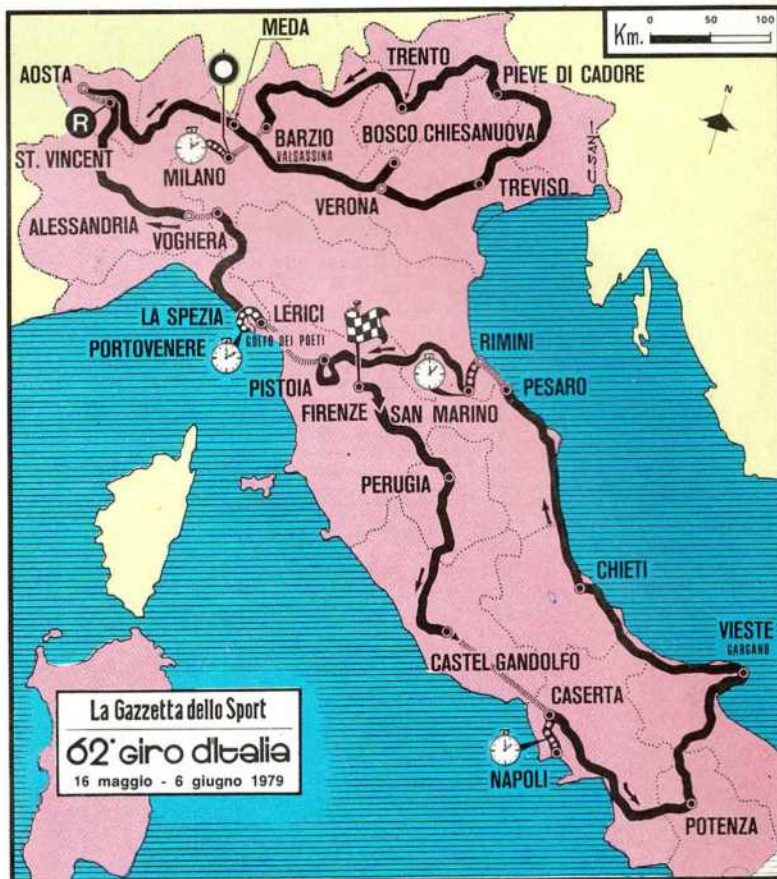 Km. 0 50 100
MEDA
AOSTA
TRENTO
PIEVE DI CADORE
N
R
ST. VINCENT
BARZIO
VALSASSINA
BOSCO CHIESANUOVA
C. SAN
MILANO
VERONA
TREVISO
ALESSANDRIA
VOGHERA
LA SPEZIA
LERICI
GOLFO DEI POETI
PORTOVENERE
RIMINI
PISTOIA
PESARO
FIRENZE
SAN MARINO
PERUGIA
CHIETI
VIESTE
GARGANO
CASTEL GANDOLFO
CASERTA
NAPOLI
POTENZA
La Gazzetta dello Sport
62° giro d'italia
16 maggio - 6 giugno 1979